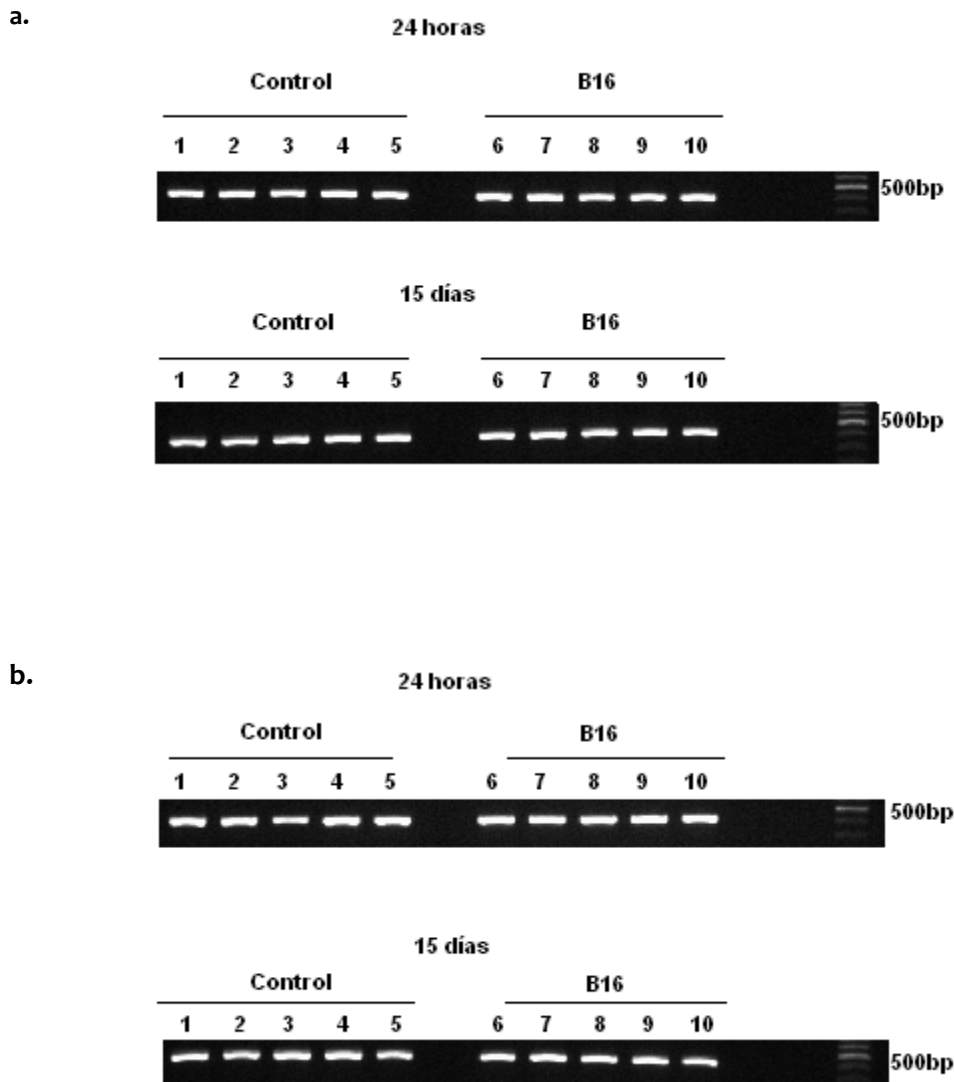 a.
24 horas
Control B16
1 2 3 4 5 6 7 8 9 10
500bp
15 días
Control B16
1 2 3 4 5 6 7 8 9 10
500bp
b.
24 horas
Control B16
1 2 3 4 5 6 7 8 9 10
500bp
15 días
Control B16
1 2 3 4 5 6 7 8 9 10
500bp